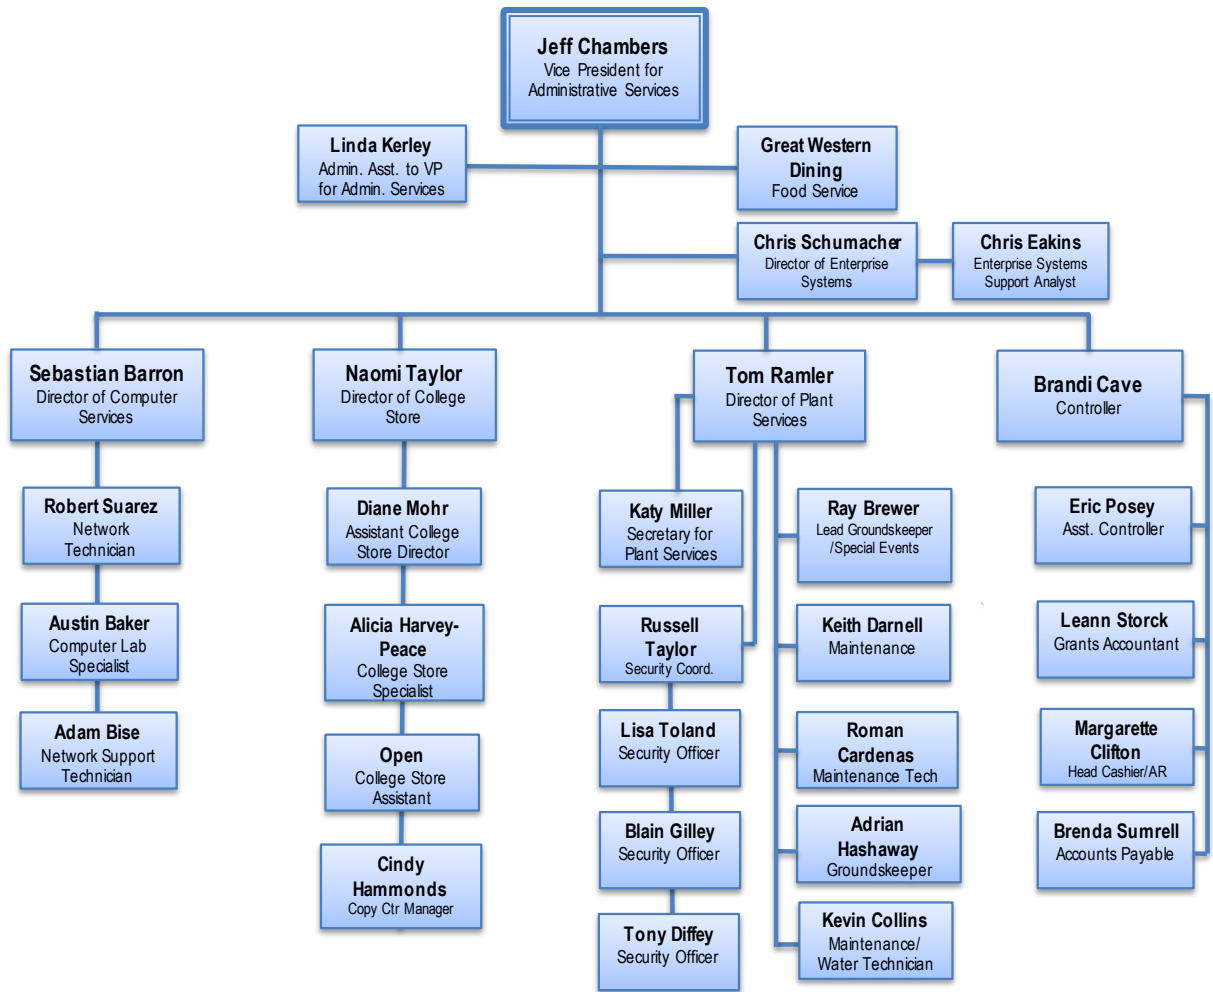 Jeff Chambers
Vice President for
Administrative Services
Linda Kerley
Admin. Asst. to VP
for Admin. Services
Great Western
Dining
Food Service
Chris Schumacher
Director of Enterprise
Systems
Chris Eakins
Enterprise Systems
Support Analyst
Sebastian Barron
Director of Computer
Services
Naomi Taylor
Director of College
Store
Tom Ramler
Director of Plant
Services
Brandi Cave
Controller
Robert Suarez
Network
Technician
Austin Baker
Computer Lab
Specialist
Adam Bise
Network Support
Technician
Diane Mohr
Assistant College
Store Director
Alicia Harvey-
Peace
College Store
Specialist
Open
College Store
Assistant
Cindy
Hammonds
Copy Ctr Manager
Katy Miller
Secretary for
Plant Services
Russell
Taylor
Security Coord.
Lisa Toland
Security Officer
Blain Gilley
Security Officer
Tony Diffey
Security Officer
Ray Brewer
Lead Groundskeeper
/Special Events
Keith Darnell
Maintenance
Roman
Cardenas
Maintenance Tech
Adrian
Hashaway
Groundskeeper
Kevin Collins
Maintenance/
Water Technician
Eric Posey
Asst. Controller
Leann Storck
Grants Accountant
Margarette
Clifton
Head Cashier/AR
Brenda Sumrell
Accounts Payable